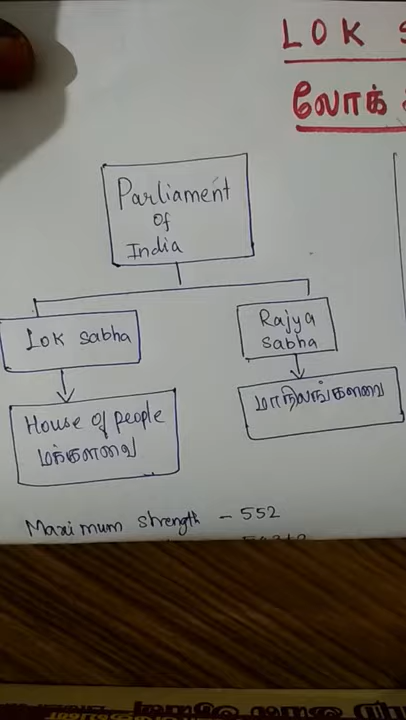 LOK
லோக்
Parliament
of
India
Lok sabha
Rajya
sabha
House of people
மக்களவை
மாநிலங்களவை
Maximum strength - 552